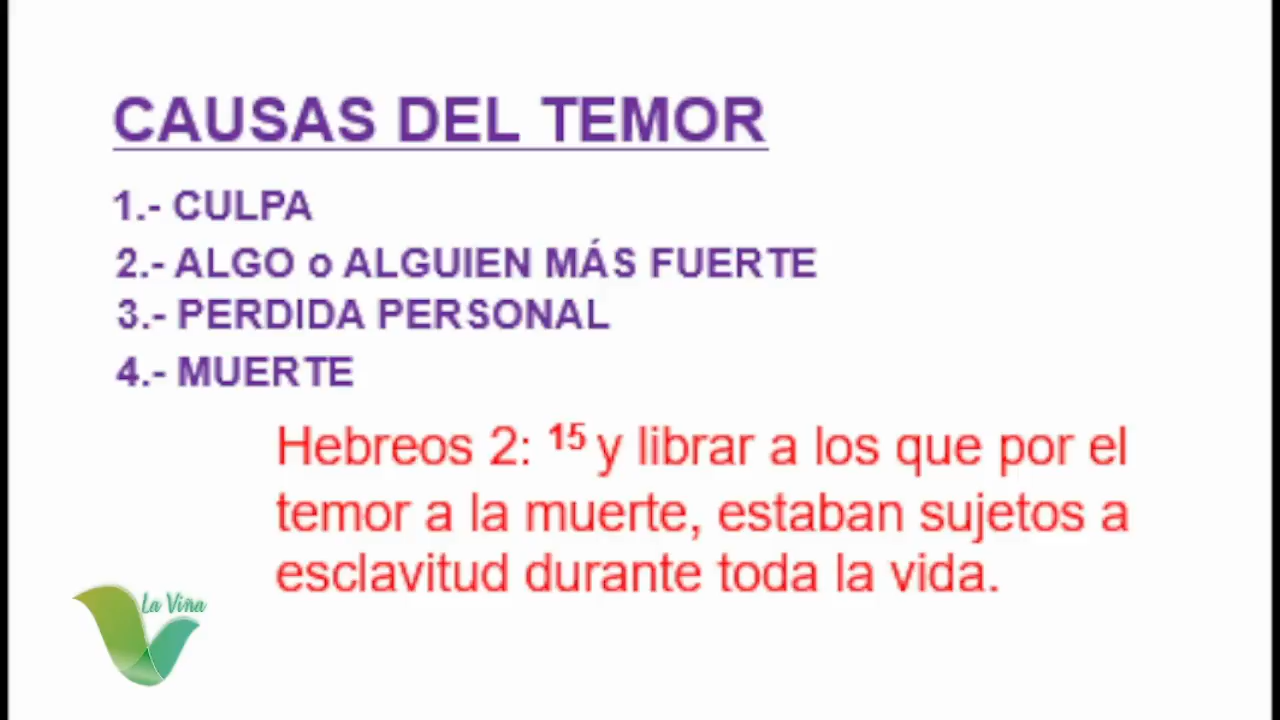 CAUSAS DEL TEMOR
1.- CULPA
2.- ALGO o ALGUIEN MÁS FUERTE
3.- PERDIDA PERSONAL
4.- MUERTE
Hebreos 2: 15 y librar a los que por el
temor a la muerte, estaban sujetos a
esclavitud durante toda la vida.
La Viña